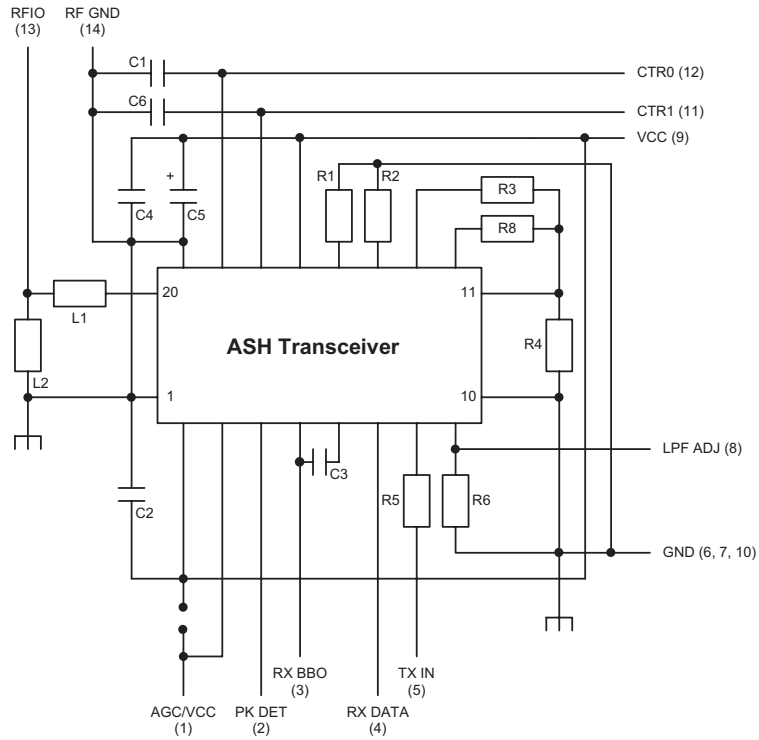 RFIO
(13)
RF GND
(14)
C1
CTR0 (12)
C6
CTR1 (11)
VCC (9)
+
R1
R2
R3
C4
C5
R8
20
11
L1
ASH Transceiver
R4
L2
1
10
LPF ADJ (8)
C3
C2
R5
R6
GND (6, 7, 10)
RX BBO
(3)
TX IN
(5)
AGC/VCC
(1)
PK DET
(2)
RX DATA
(4)